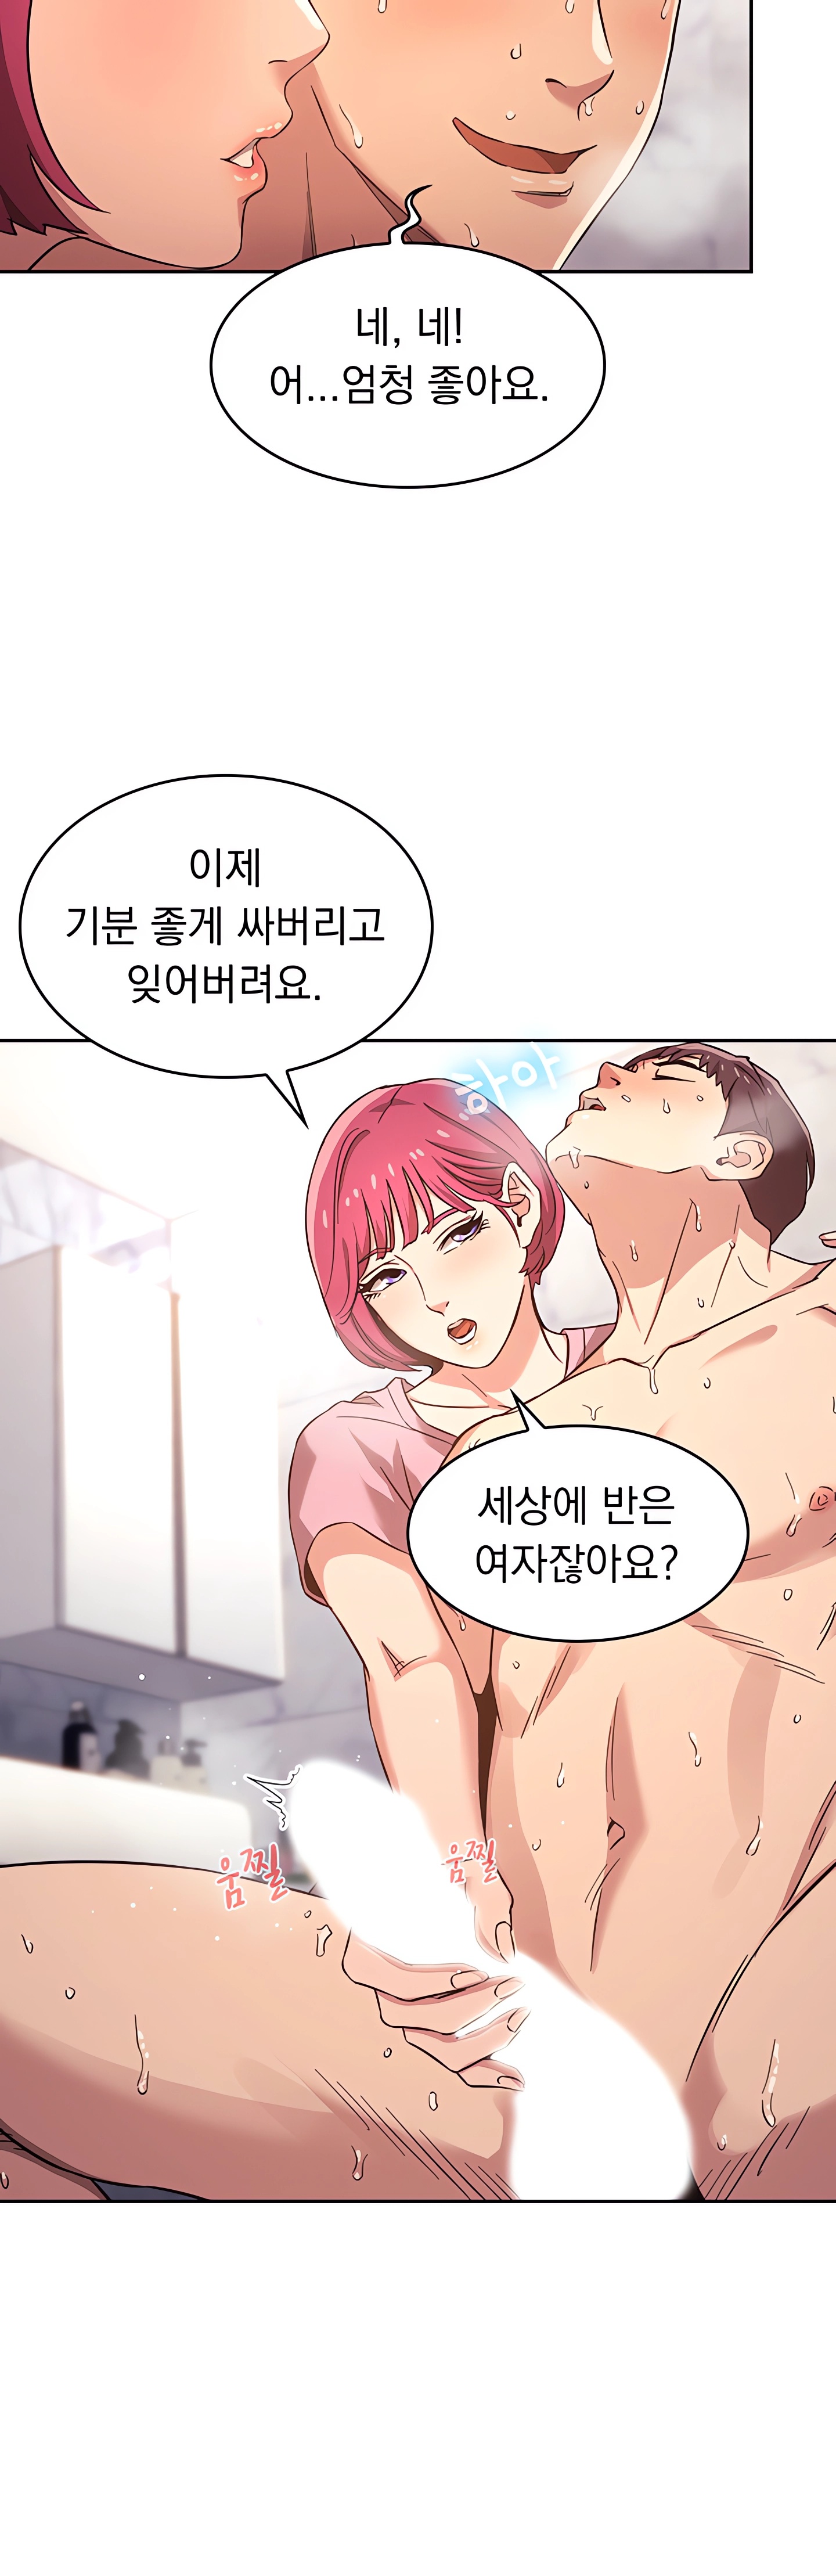 네, 네!
어...엄청 좋아요.
이제
기분 좋게 싸버리고
잊어버려요.
하아
세상에 반은
여자잖아요?
움찔
움찔